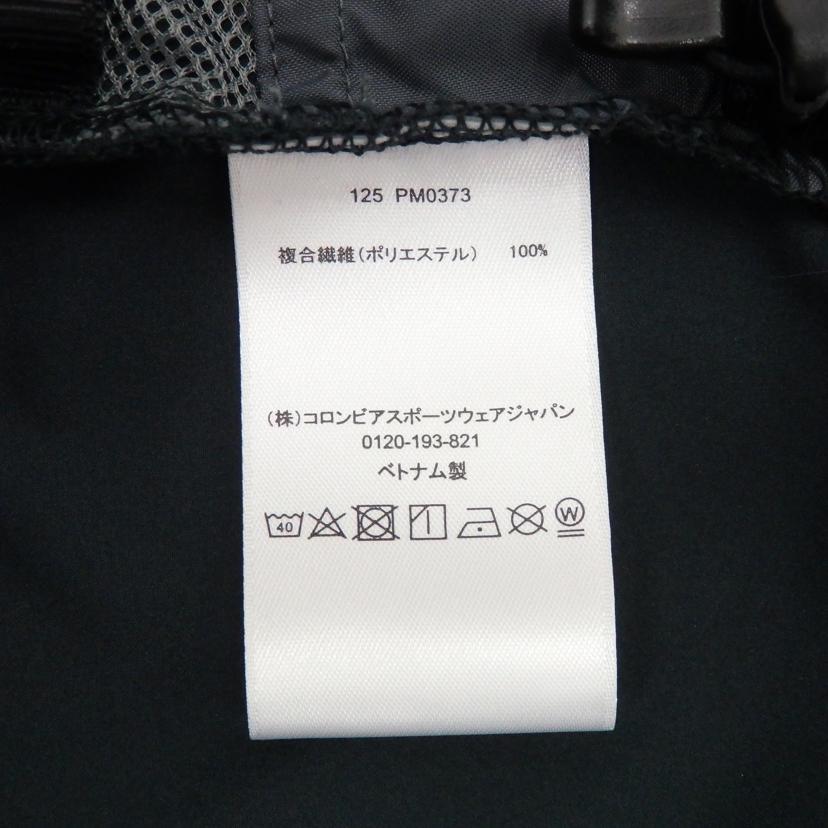 125 PM0373
複合繊維(ポリエステル) 100%
(株)コロンビアスポーツウェアジャパン
0120-193-821
ベトナム製
40 W